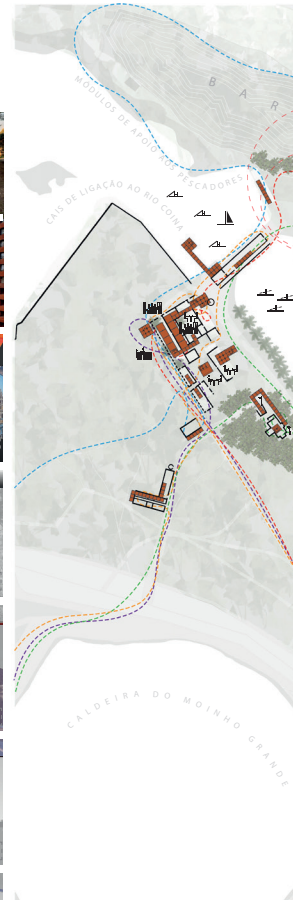 B A R
MÓDULOS DE APOIO AOS PESCADORES
CAIS DE LIGAÇÃO AO RIO COINA
CALDEIRA DO MOINHO GRANDE